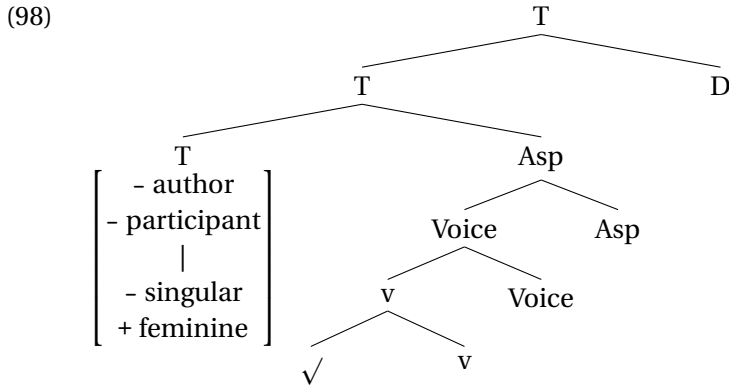 (98)
T
T D
T Asp
– author
– participant
|
– singular
+ feminine
Voice Asp
v Voice
√ v